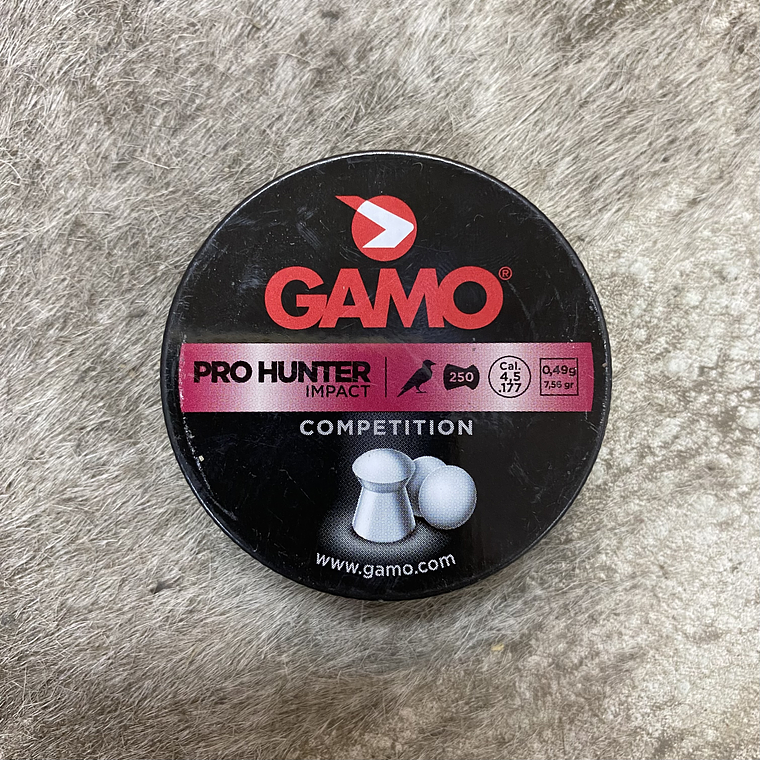 GAMO®
PRO HUNTER
IMPACT
250
Cal.
4,5
.177
0,49g
7,56 gr
COMPETITION
www.gamo.com